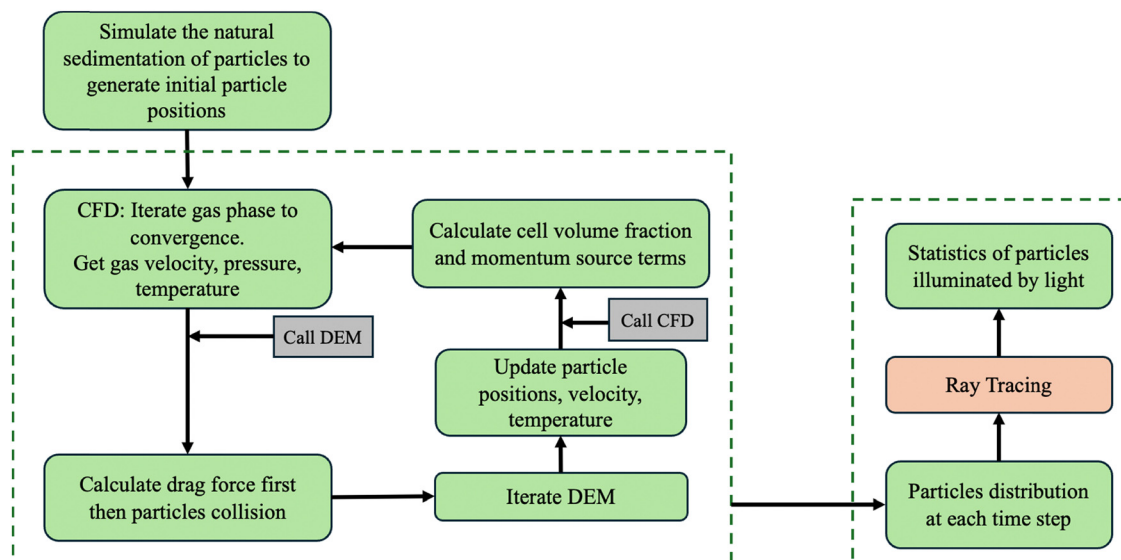 Simulate the natural
sedimentation of particles to
generate initial particle
positions
CFD: Iterate gas phase to
convergence.
Get gas velocity, pressure,
temperature
Calculate cell volume fraction
and momentum source terms
Call DEM
Call CFD
Update particle
positions, velocity,
temperature
Calculate drag force first
then particles collision
Iterate DEM
Statistics of particles
illuminated by light
Ray Tracing
Particles distribution
at each time step